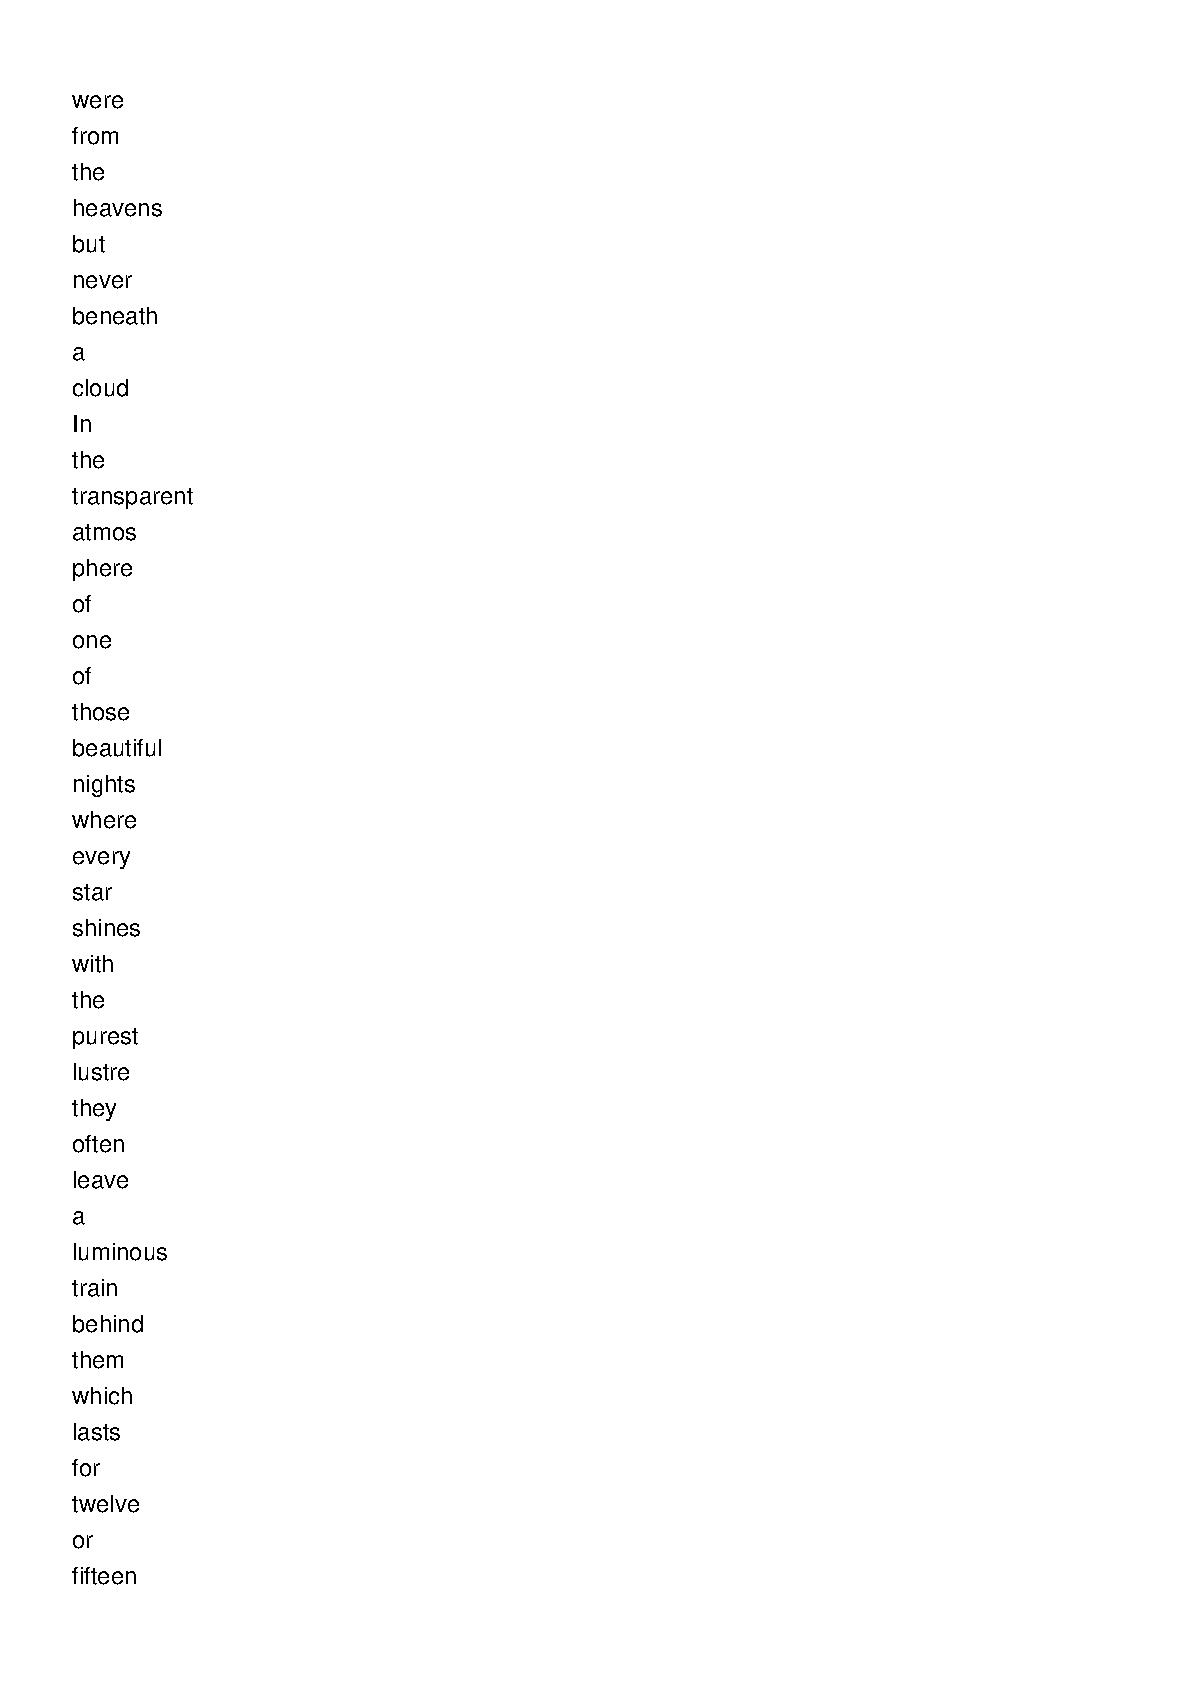 were
from
the
heavens
but
never
beneath
a
cloud
In
the
transparent
atmos
phere
of
one
of
those
beautiful
nights
where
every
star
shines
with
the
purest
lustre
they
often
leave
a
luminous
train
behind
them
which
lasts
for
twelve
or
fifteen